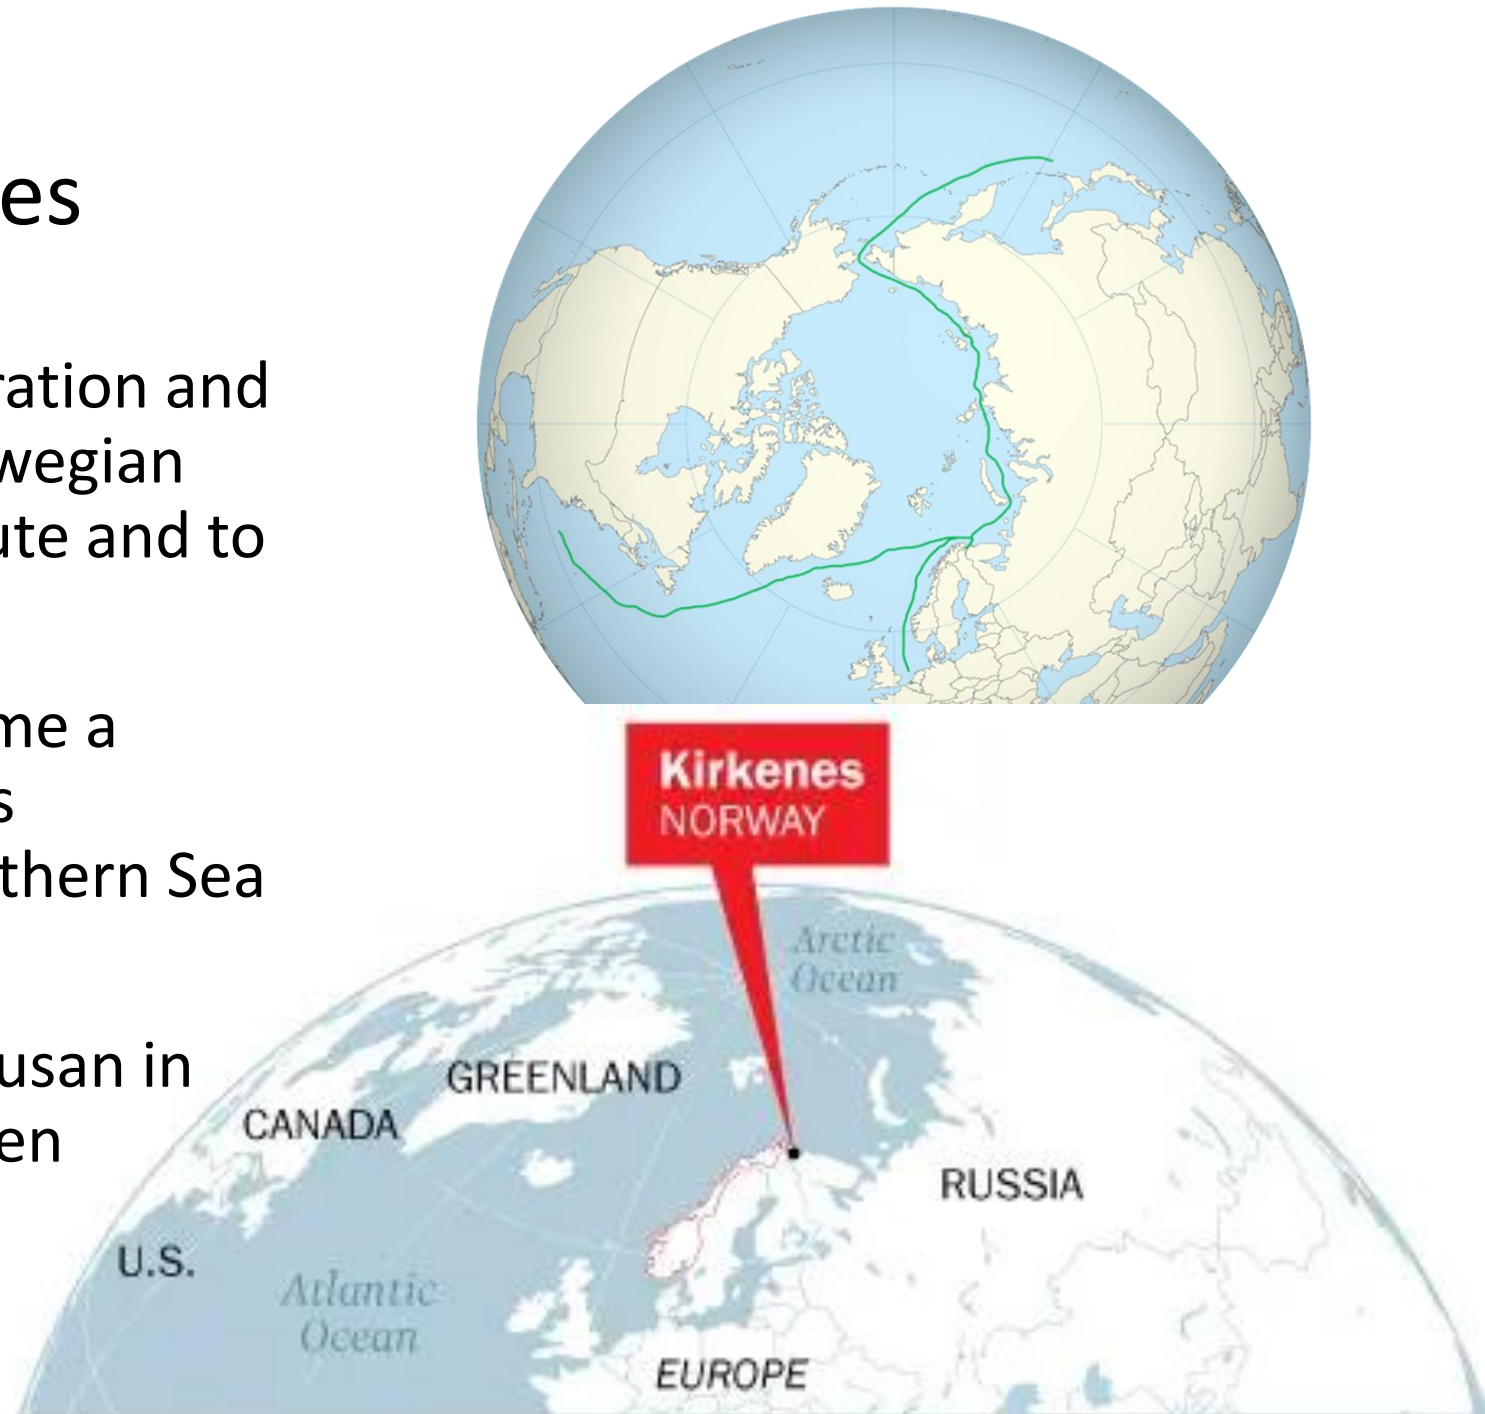 es
ration and
wegian
ute and to
me a
s
thern Sea
usan in
en
Kirkenes
NORWAY
Arctic
Ocean
GREENLAND
CANADA
RUSSIA
U.S.
Atlantic
Ocean
EUROPE